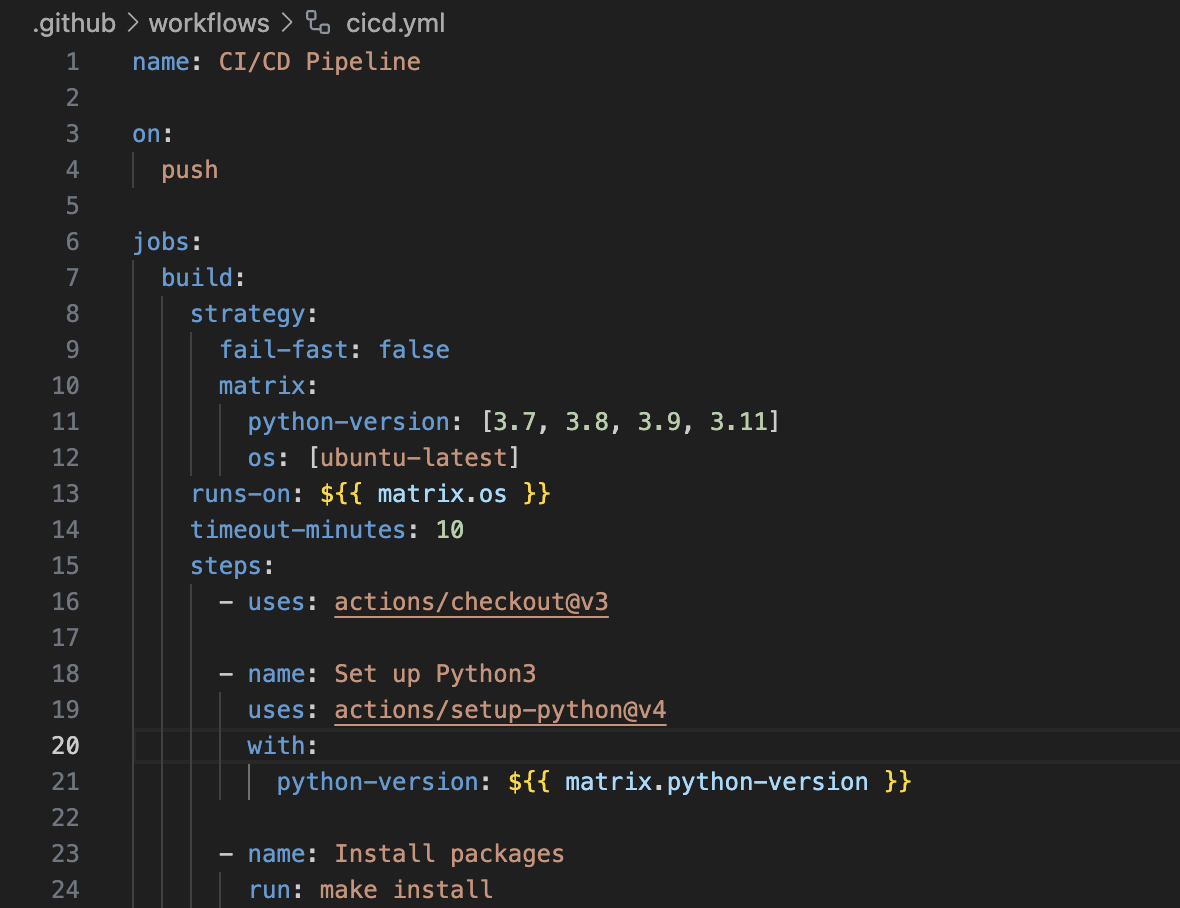 .github > workflows > cicd.yml
1 name: CI/CD Pipeline
2
3 on:
4   push
5
6 jobs:
7   build:
8     strategy:
9       fail-fast: false
10       matrix:
11         python-version: [3.7, 3.8, 3.9, 3.11]
12         os: [ubuntu-latest]
13     runs-on: ${{ matrix.os }}
14     timeout-minutes: 10
15     steps:
16       - uses: actions/checkout@v3
17
18       - name: Set up Python3
19         uses: actions/setup-python@v4
20         with:
21           python-version: ${{ matrix.python-version }}
22
23       - name: Install packages
24         run: make install